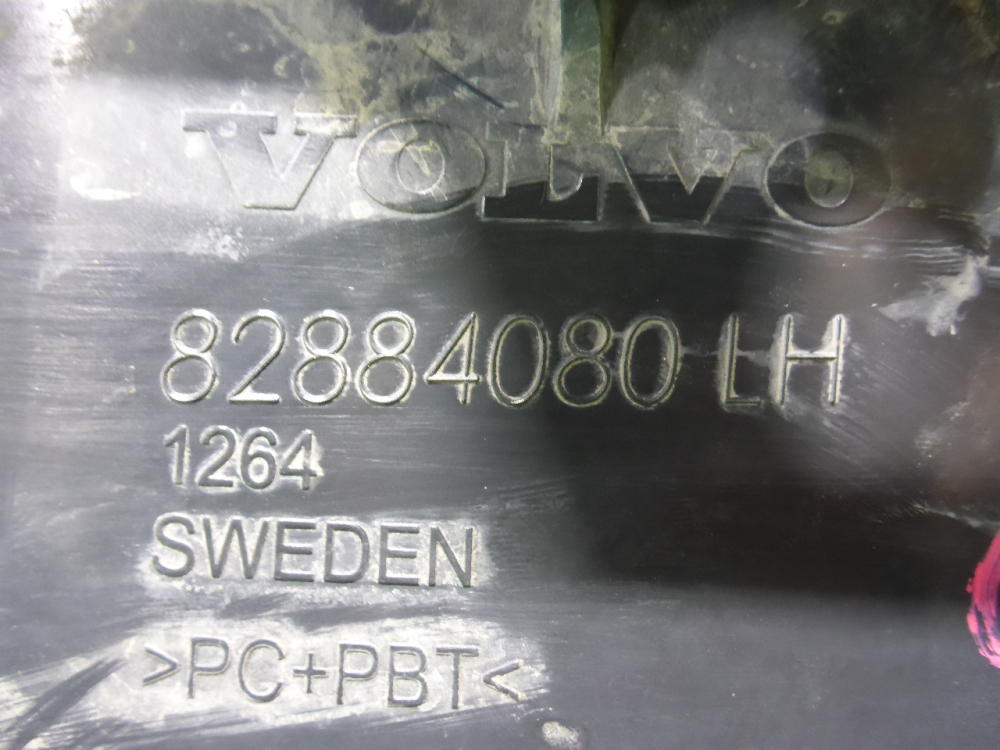 VOLVO
82884080 LH
1264
SWEDEN
>PC+PBT<